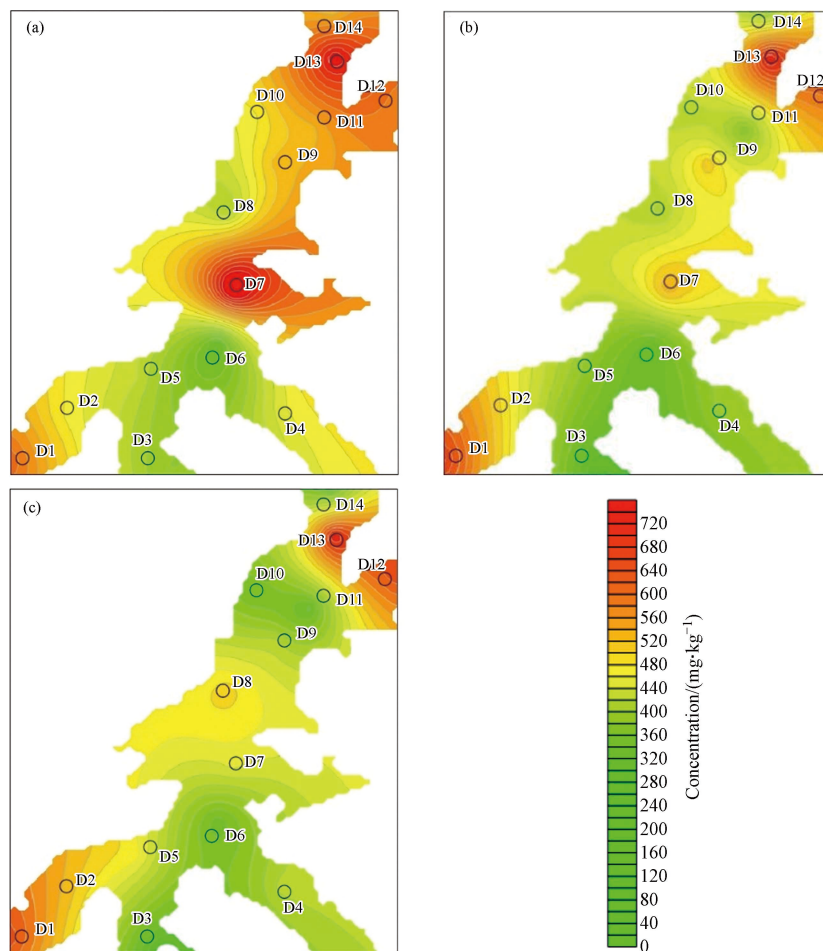 (a)
D14
D13
D12
D10
D11
D9
D8
D7
D6
D5
D2
D4
D3
D1
(b)
D14
D13
D12
D10
D11
D9
D8
D7
D6
D5
D2
D4
D3
D1
(c)
D14
D13
D12
D10
D11
D9
D8
D7
D6
D5
D2
D4
D3
D1
720
680
640
600
560
520
480
440
400
360
320
280
240
200
160
120
80
40
0
Concentration/(mg·kg⁻¹)